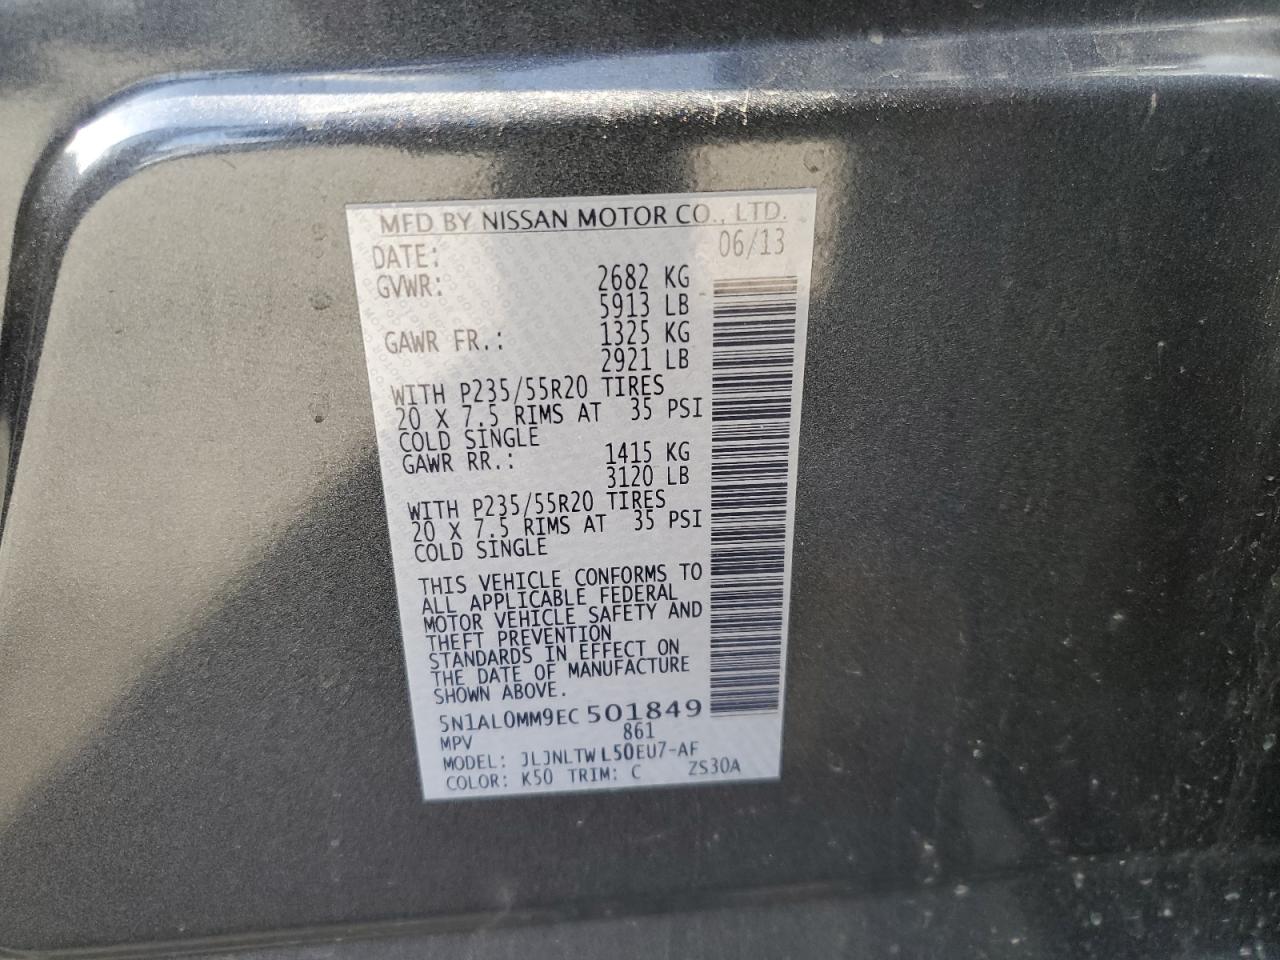 MFD BY NISSAN MOTOR CO., LTD.
DATE: 06/13
GVWR: 2682 KG
5913 LB
GAWR FR.: 1325 KG
2921 LB
WITH P235/55R20 TIRES
20 X 7.5 RIMS AT 35 PSI
COLD SINGLE
GAWR RR.: 1415 KG
3120 LB
WITH P235/55R20 TIRES
20 X 7.5 RIMS AT 35 PSI
COLD SINGLE
THIS VEHICLE CONFORMS TO
ALL APPLICABLE FEDERAL
MOTOR VEHICLE SAFETY AND
THEFT PREVENTION
STANDARDS IN EFFECT ON
THE DATE OF MANUFACTURE
SHOWN ABOVE.
5N1AL0MM9EC 501849
MPV 861
MODEL: JLJNLTW L50EU7-AF
COLOR: K50 TRIM: C ZS30A